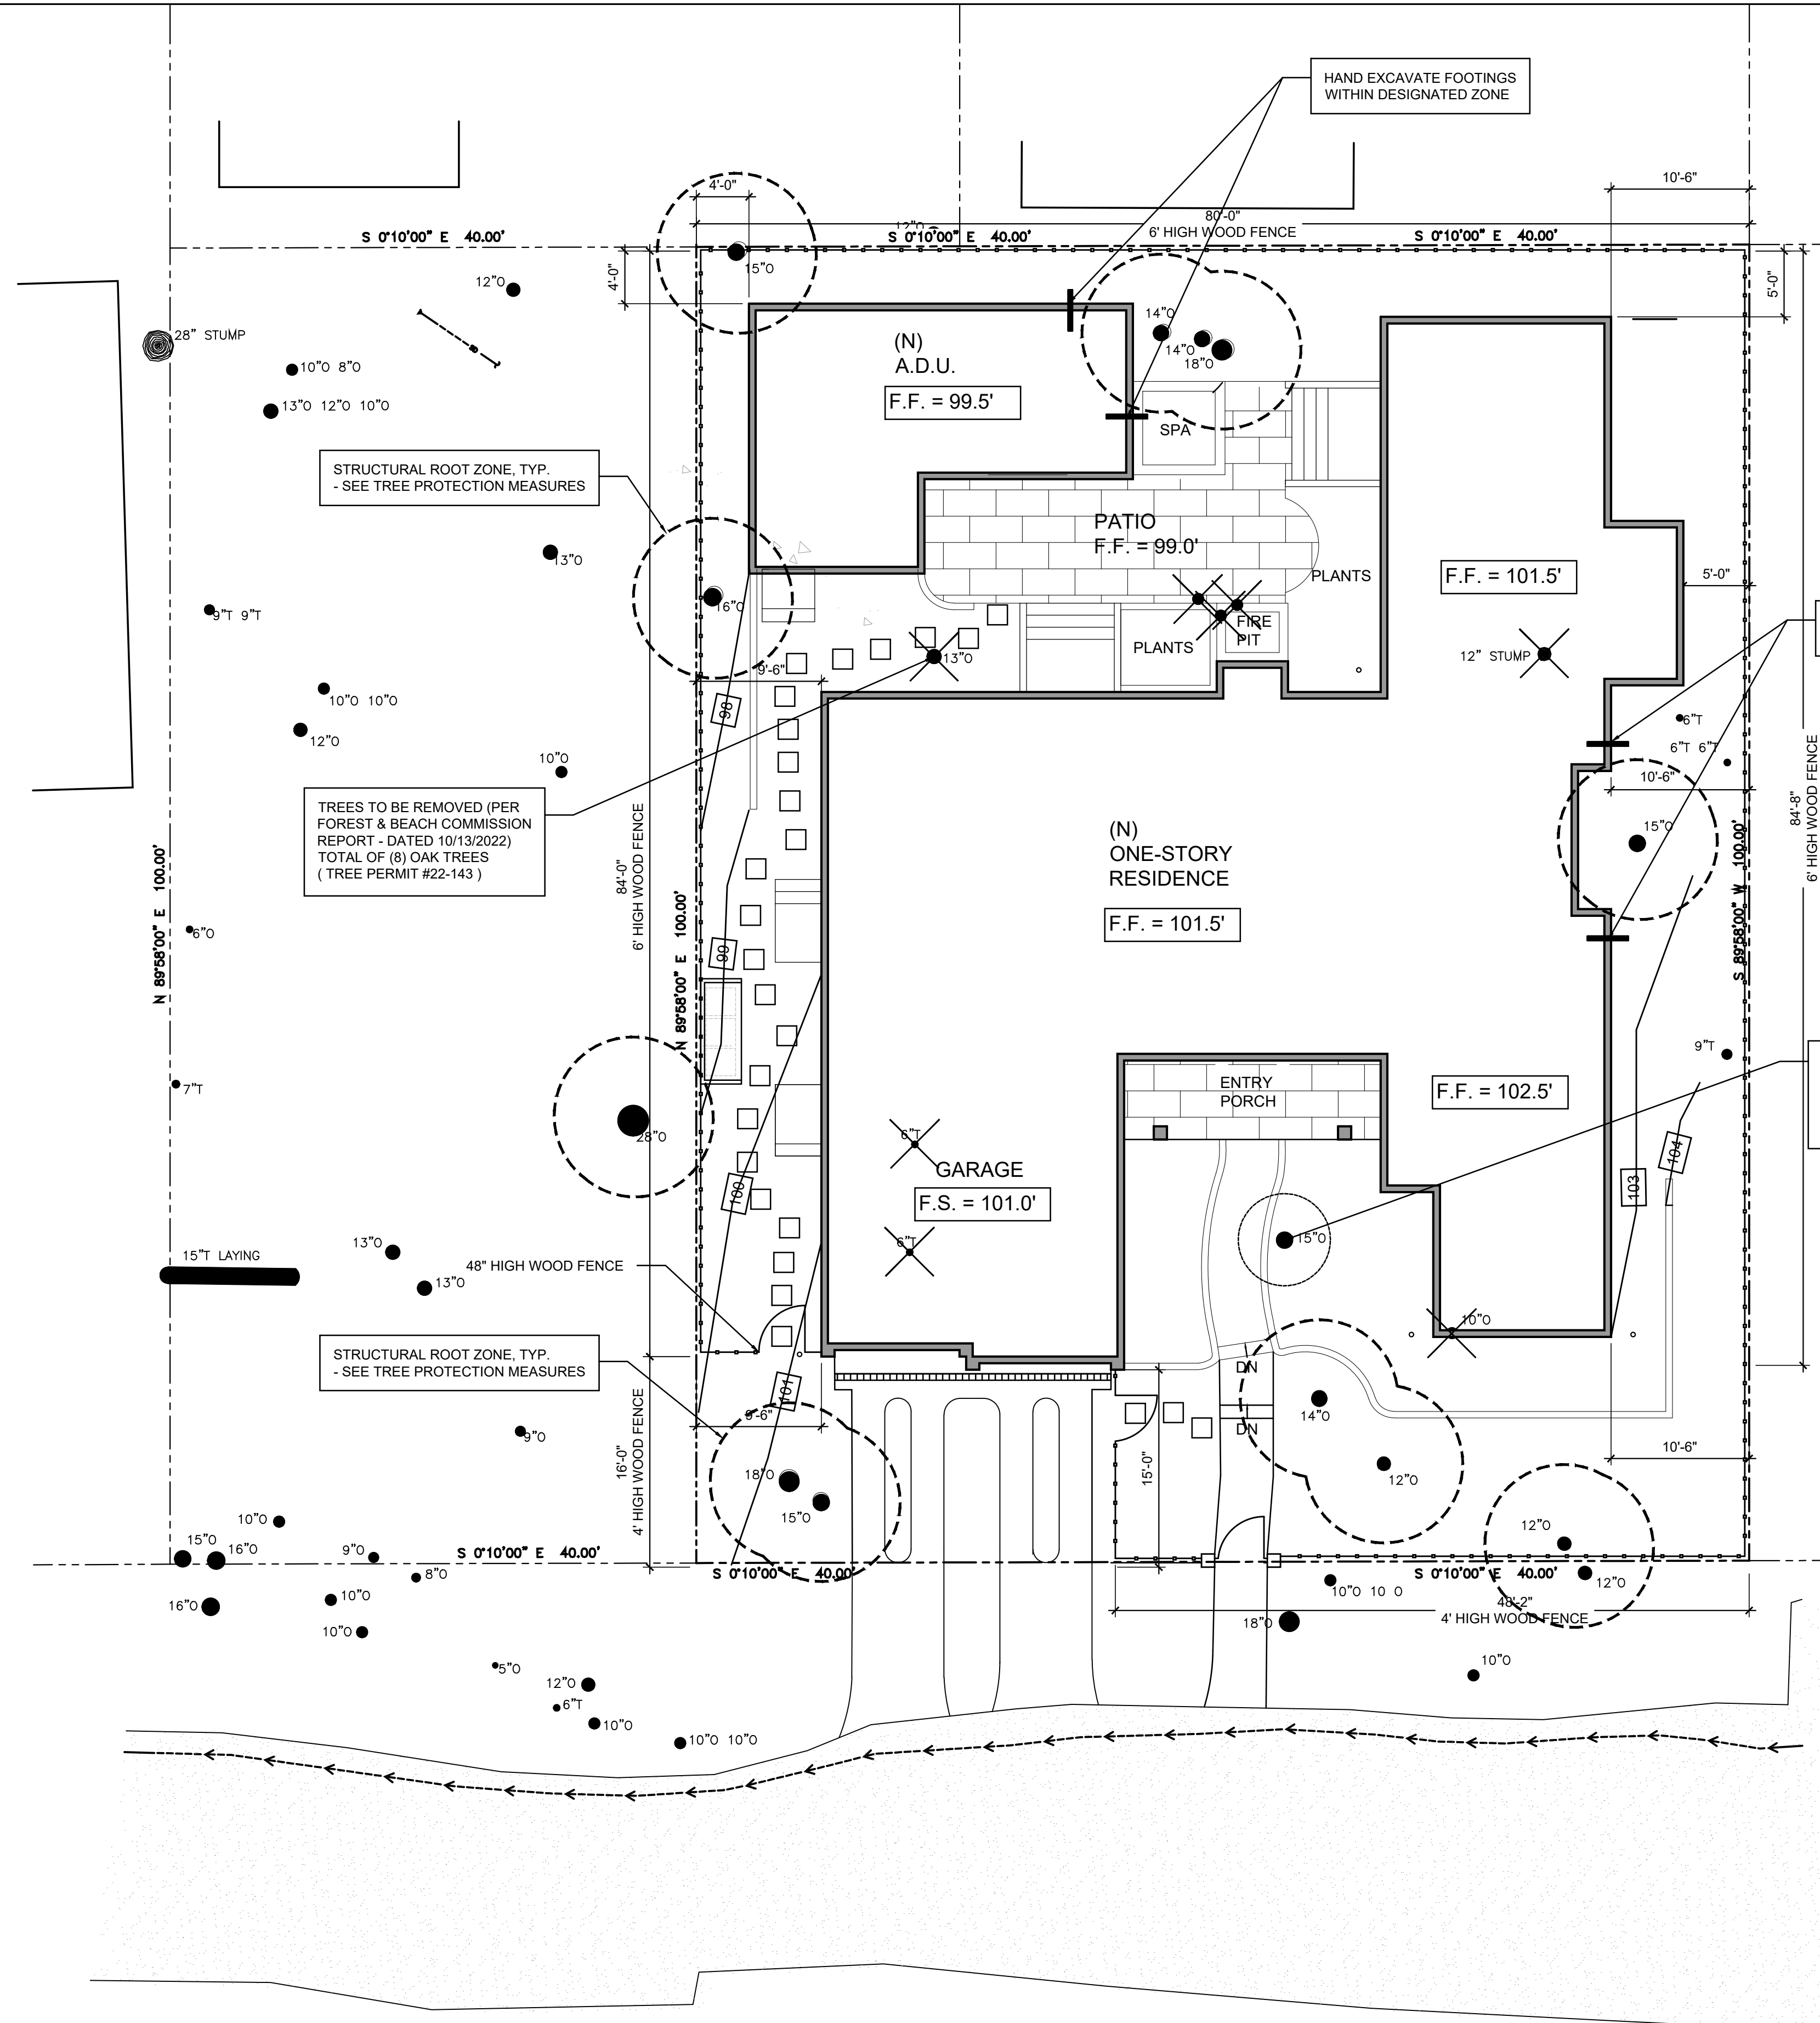 HAND EXCAVATE FOOTINGS
WITHIN DESIGNATED ZONE
4'-0"
10'-6"
80'-0"
12"O
S 0°10'00" E 40.00'
S 0°10'00" E 40.00'
6' HIGH WOOD FENCE
S 0°10'00" E 40.00'
15"O
4'-0"
5'-0"
12"O
28" STUMP
14"O
14"O
18"O
(N)
A.D.U.
F.F. = 99.5'
10"O 8"O
13"O 12"O 10"O
SPA
STRUCTURAL ROOT ZONE, TYP.
- SEE TREE PROTECTION MEASURES
PATIO
F.F. = 99.0'
13"O
PLANTS
F.F. = 101.5'
5'-0"
9"T 9"T
16"O
FIRE
PIT
PLANTS
13"O
12" STUMP
9'-6"
10"O 10"O
98
6"T
12"O
6"T 6"T
10"O
10'-6"
TREES TO BE REMOVED (PER
FOREST & BEACH COMMISSION
REPORT - DATED 10/13/2022)
TOTAL OF (8) OAK TREES
( TREE PERMIT #22-143 )
84'-0"
6' HIGH WOOD FENCE
84'-8"
6' HIGH WOOD FENCE
(N)
ONE-STORY
RESIDENCE
F.F. = 101.5'
15"O
N 89°58'00" E 100.00'
N 89°58'00" E 100.00'
S 89°58'00" W 100.00'
6"O
99
9"T
7"T
28"O
ENTRY
PORCH
F.F. = 102.5'
6"T
GARAGE
F.S. = 101.0'
100
103
104
6"T
15"O
13"O
15"T LAYING
13"O
48" HIGH WOOD FENCE
10"O
STRUCTURAL ROOT ZONE, TYP.
- SEE TREE PROTECTION MEASURES
DN
101
9'-6"
14"O
DN
9"O
16'-0"
4' HIGH WOOD FENCE
15'-0"
10'-6"
18"O
15"O
12"O
10"O
12"O
15"O
16"O
9"O
S 0°10'00" E 40.00'
S 0°10'00" E 40.00'
S 0°10'00" E 40.00'
8"O
12"O
10"O 10 O
16"O
10"O
48'-2"
4' HIGH WOOD FENCE
18"O
10"O
5"O
10"O
12"O
6"T
10"O
10"O 10"O